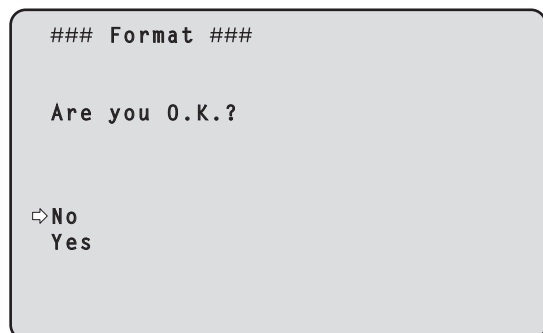 ### Format ###
Are you O.K.?
⇨No
Yes